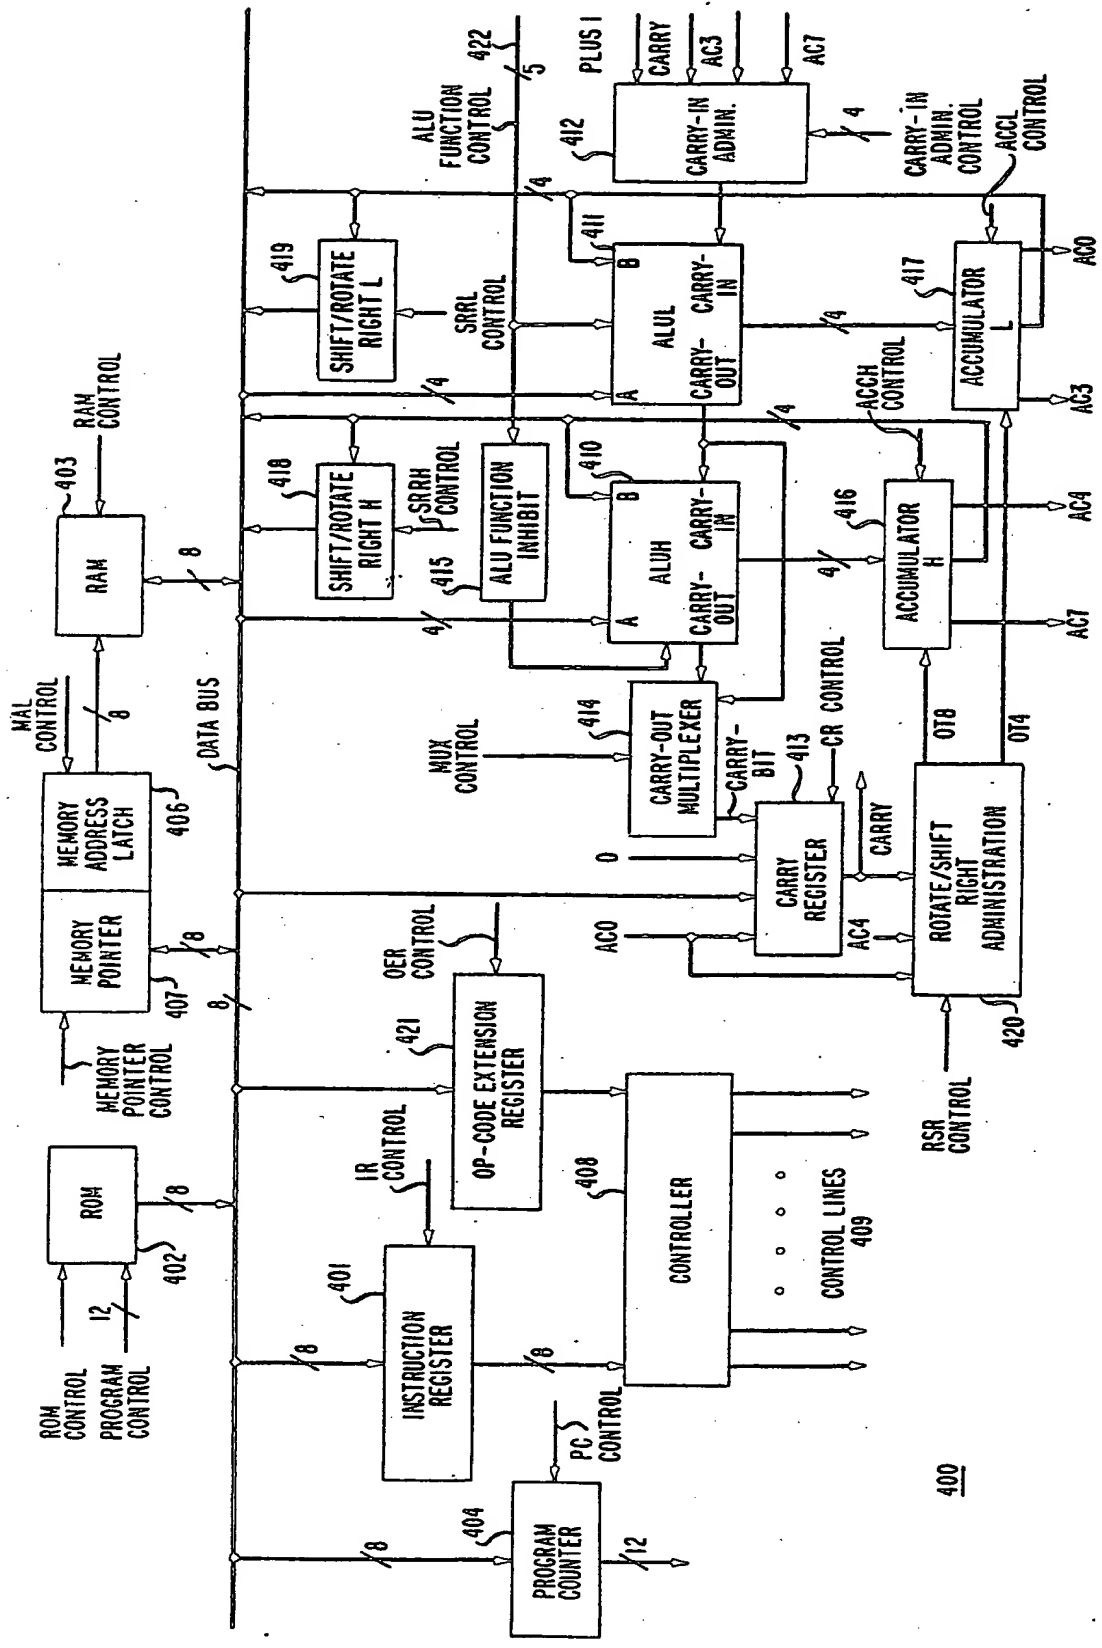 ROM
CONTROL
PROGRAM
CONTROL
12
ROM
402
8
MEMORY
POINTER
CONTROL
MEMORY
POINTER
407
8
MEMORY
ADDRESS
LATCH
406
MAL
CONTROL
8
RAM
403
RAM
CONTROL
8
DATA BUS
8
8
PROGRAM
COUNTER
404
PC
CONTROL
12
8
INSTRUCTION
REGISTER
401
IR
CONTROL
8
OP-CODE EXTENSION
REGISTER
421
OER
CONTROL
CONTROLLER
408
CONTROL LINES
409
SHIFT/ROTATE
RIGHT H
418
SRRH
CONTROL
SHIFT/ROTATE
RIGHT L
419
SRRL
CONTROL
ALU FUNCTION
INHIBIT
415
ALU
FUNCTION
CONTROL
5
422
4
A
B
ALUH
CARRY-
OUT
CARRY-
IN
410
4
4
A
B
ALUL
CARRY-
OUT
CARRY-
IN
411
4
CARRY-IN
ADMIN.
412
PLUS 1
CARRY
AC3
AC7
4
CARRY-IN
ADMIN.
CONTROL
MUX
CONTROL
CARRY-OUT
MULTIPLEXER
414
CARRY-
BIT
0
AC0
CARRY
REGISTER
413
CR CONTROL
CARRY
AC4
ROTATE/SHIFT
RIGHT
ADMINISTRATION
420
RSR
CONTROL
OT8
OT4
4
ACCUMULATOR
H
416
ACCH
CONTROL
AC7
AC4
4
ACCUMULATOR
L
417
ACCL
CONTROL
AC3
AC0
400